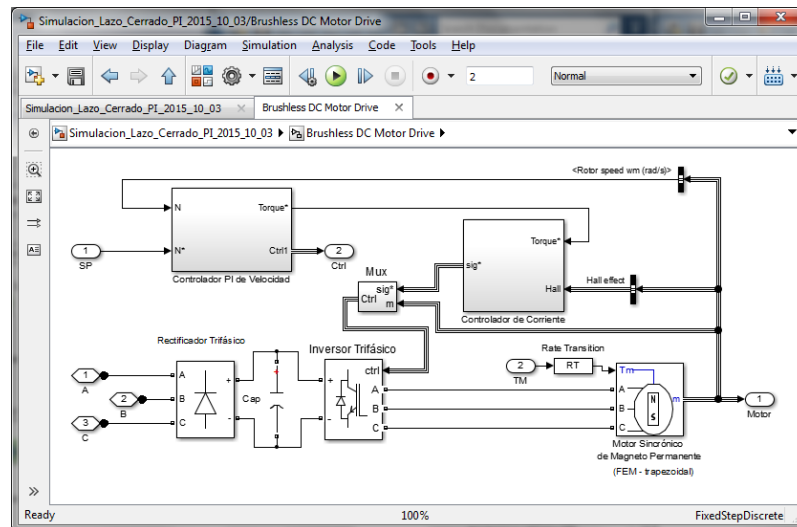 Simulacion_Lazo_Cerrado_PI_2015_10_03/Brushless DC Motor Drive
File Edit View Display Diagram Simulation Analysis Code Tools Help
2
Normal
Simulacion_Lazo_Cerrado_PI_2015_10_03
Brushless DC Motor Drive
Simulacion_Lazo_Cerrado_PI_2015_10_03
Brushless DC Motor Drive
<Rotor speed wm (rad/s)>
N
Torque*
N*
Ctrl1
1
SP
2
Ctrl
Controlador PI de Velocidad
Torque*
sig*
Hall
Controlador de Corriente
Hall effect
Mux
sig*
Ctrl
m
Rectificador Trifásico
1
A
2
B
3
C
A
B
C
+
-
+
Cap
Inversor Trifásico
ctrl
+
A
B
-
C
2
TM
Rate Transition
RT
Tm
A
B
C
N
S
m
1
Motor
Motor Sincrónico
de Magneto Permanente
(FEM - trapezoidal)
Ready
100%
FixedStepDiscrete